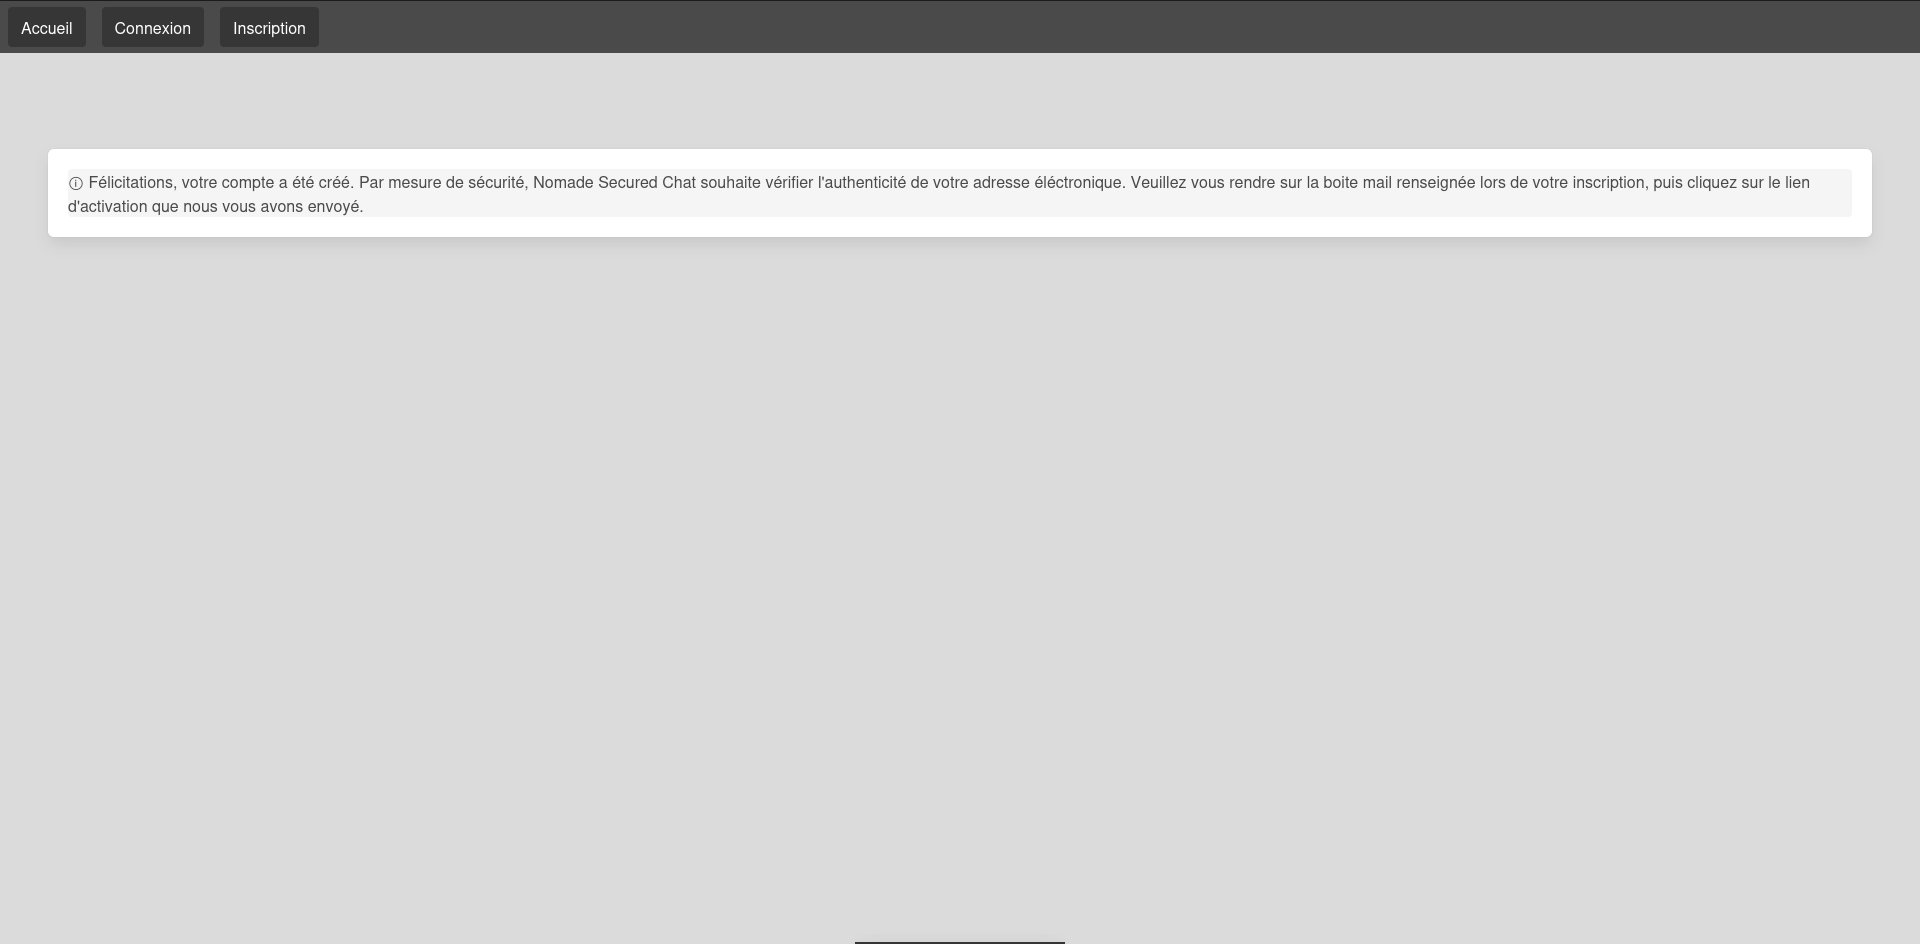 Accueil
Connexion
Inscription
ⓘ Félicitations, votre compte a été créé. Par mesure de sécurité, Nomade Secured Chat souhaite vérifier l'authenticité de votre adresse éléctronique. Veuillez vous rendre sur la boite mail renseignée lors de votre inscription, puis cliquez sur le lien
d'activation que nous vous avons envoyé.